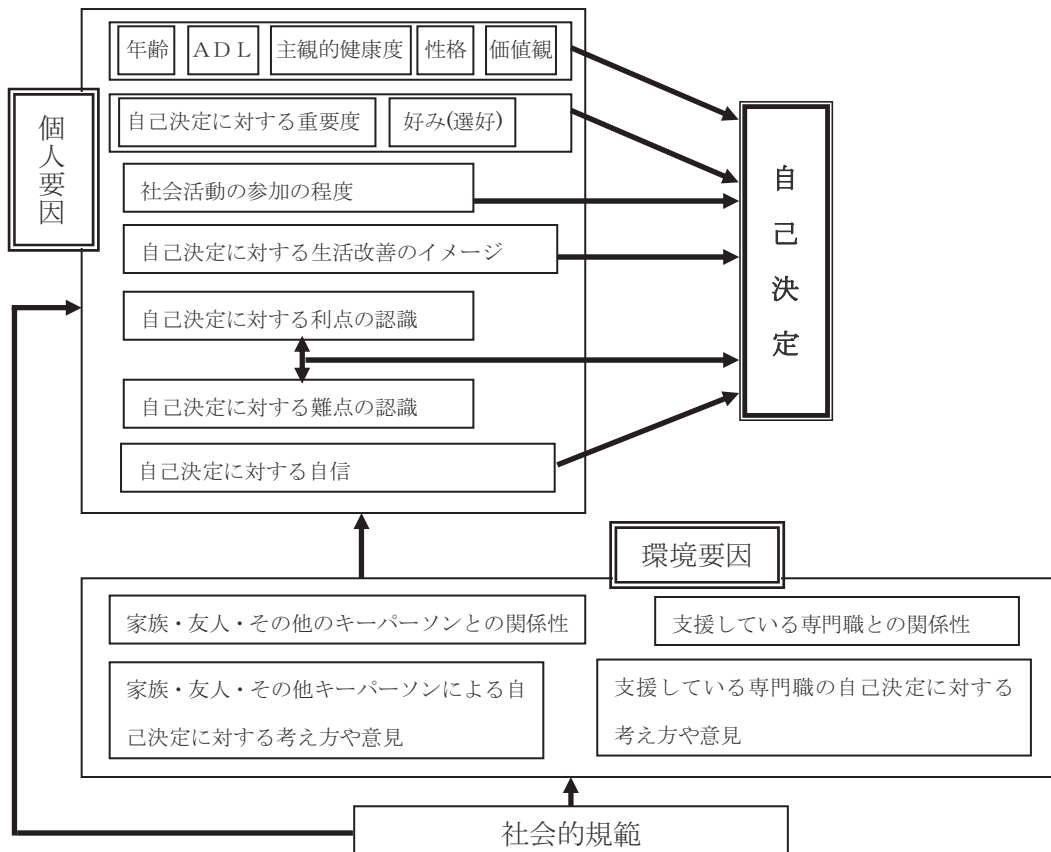 年齢 ＡＤＬ 主観的健康度 性格 価値観
個人要因
自己決定に対する重要度 好み(選好)
社会活動の参加の程度
自己決定に対する生活改善のイメージ
自己決定に対する利点の認識
自己決定に対する難点の認識
自己決定に対する自信
自己決定
環境要因
家族・友人・その他のキーパーソンとの関係性
支援している専門職との関係性
家族・友人・その他キーパーソンによる自
己決定に対する考え方や意見
支援している専門職の自己決定に対する
考え方や意見
社会的規範